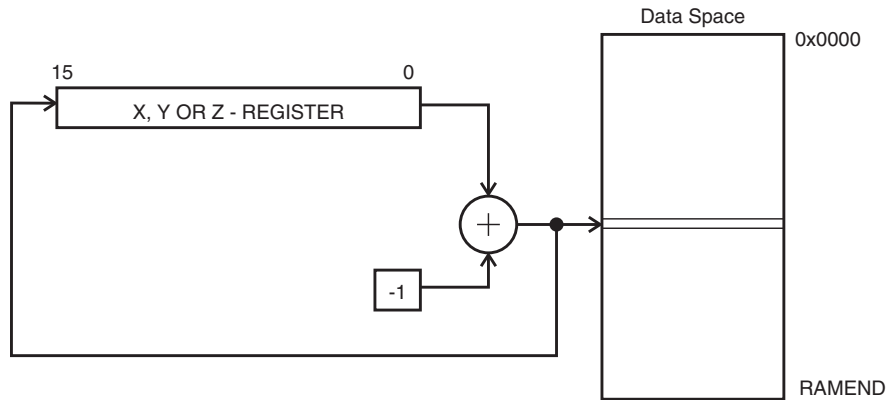 Data Space
0x0000
15
0
X, Y OR Z - REGISTER
+
-1
RAMEND